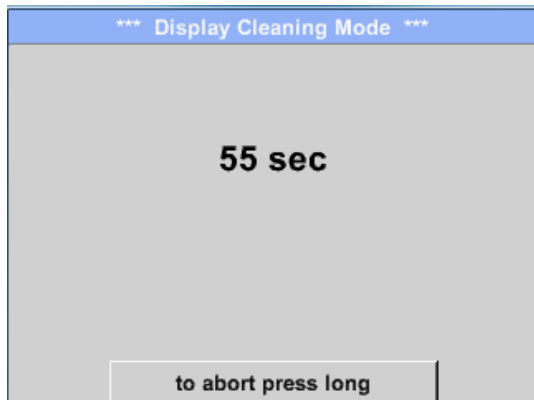 *** Display Cleaning Mode ***
55 sec
to abort press long